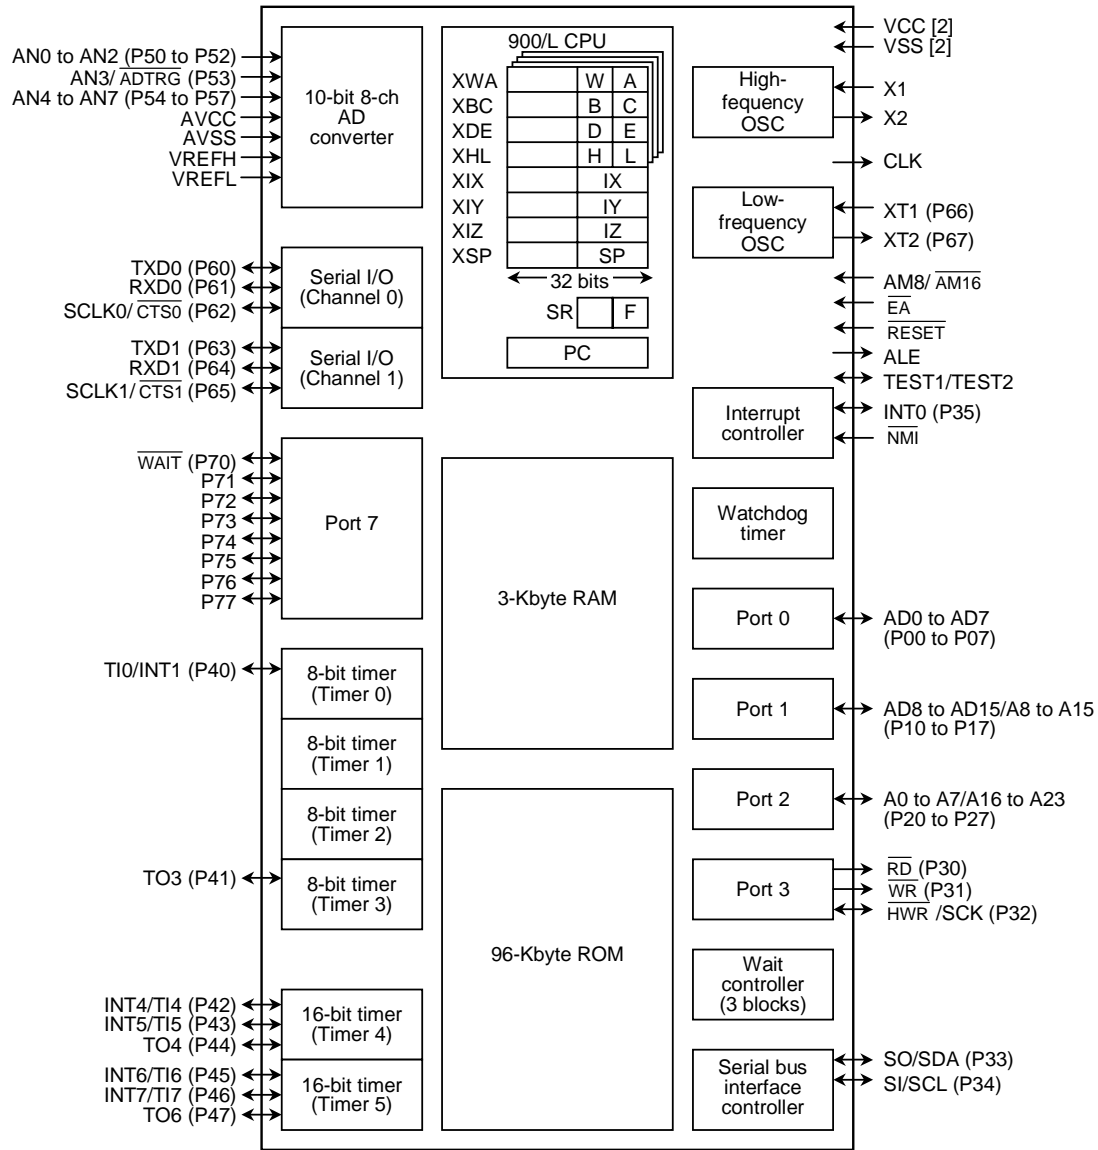 AN0 to AN2 (P50 to P52)
AN3/ ADTRG (P53)
AN4 to AN7 (P54 to P57)
AVCC
AVSS
VREFH
VREFL
10-bit 8-ch
AD
converter
TXD0 (P60)
RXD0 (P61)
SCLK0/ CTS0 (P62)
Serial I/O
(Channel 0)
TXD1 (P63)
RXD1 (P64)
SCLK1/ CTS1 (P65)
Serial I/O
(Channel 1)
WAIT (P70)
P71
P72
P73
P74
P75
P76
P77
Port 7
TI0/INT1 (P40)
8-bit timer
(Timer 0)
8-bit timer
(Timer 1)
8-bit timer
(Timer 2)
TO3 (P41)
8-bit timer
(Timer 3)
INT4/TI4 (P42)
INT5/TI5 (P43)
TO4 (P44)
16-bit timer
(Timer 4)
INT6/TI6 (P45)
INT7/TI7 (P46)
TO6 (P47)
16-bit timer
(Timer 5)
900/L CPU
XWA W A
XBC B C
XDE D E
XHL H L
XIX IX
XIY IY
XIZ IZ
XSP SP
32 bits
SR F
PC
3-Kbyte RAM
96-Kbyte ROM
VCC [2]
VSS [2]
High-
fequency
OSC
X1
X2
CLK
Low-
frequency
OSC
XT1 (P66)
XT2 (P67)
AM8/ AM16
EA
RESET
ALE
TEST1/TEST2
Interrupt
controller
INT0 (P35)
NMI
Watchdog
timer
Port 0
AD0 to AD7
(P00 to P07)
Port 1
AD8 to AD15/A8 to A15
(P10 to P17)
Port 2
A0 to A7/A16 to A23
(P20 to P27)
Port 3
RD (P30)
WR (P31)
HWR /SCK (P32)
Wait
controller
(3 blocks)
Serial bus
interface
controller
SO/SDA (P33)
SI/SCL (P34)